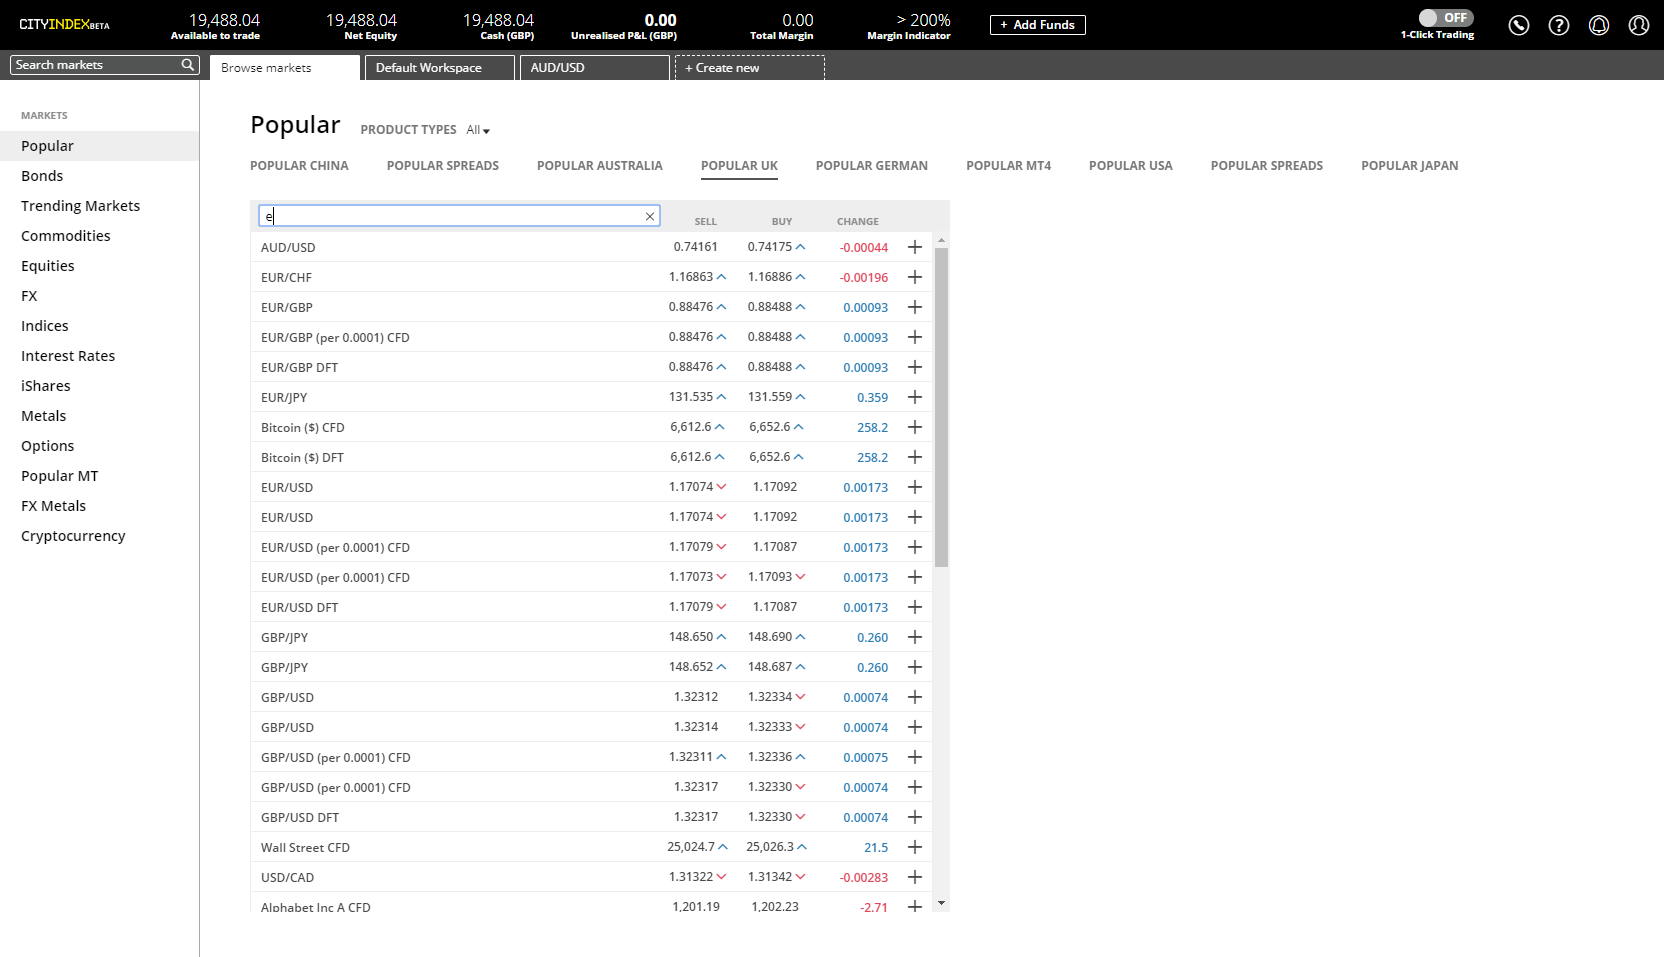 CITYINDEXBETA
19,488.04 19,488.04 19,488.04 0.00 0.00 > 200%
Available to trade Net Equity Cash (GBP) Unrealised P&L (GBP) Total Margin Margin Indicator
+ Add Funds
OFF
1-Click Trading
Search markets
Browse markets Default Workspace AUD/USD + Create new
MARKETS
Popular
Bonds
Trending Markets
Commodities
Equities
FX
Indices
Interest Rates
iShares
Metals
Options
Popular MT
FX Metals
Cryptocurrency
Popular PRODUCT TYPES All
POPULAR CHINA POPULAR SPREADS POPULAR AUSTRALIA POPULAR UK POPULAR GERMAN POPULAR MT4 POPULAR USA POPULAR SPREADS POPULAR JAPAN
e SELL BUY CHANGE
AUD/USD 0.74161 0.74175 -0.00044
EUR/CHF 1.16863 1.16886 -0.00196
EUR/GBP 0.88476 0.88488 0.00093
EUR/GBP (per 0.0001) CFD 0.88476 0.88488 0.00093
EUR/GBP DFT 0.88476 0.88488 0.00093
EUR/JPY 131.535 131.559 0.359
Bitcoin ($) CFD 6,612.6 6,652.6 258.2
Bitcoin ($) DFT 6,612.6 6,652.6 258.2
EUR/USD 1.17074 1.17092 0.00173
EUR/USD 1.17074 1.17092 0.00173
EUR/USD (per 0.0001) CFD 1.17079 1.17087 0.00173
EUR/USD (per 0.0001) CFD 1.17073 1.17093 0.00173
EUR/USD DFT 1.17079 1.17087 0.00173
GBP/JPY 148.650 148.690 0.260
GBP/JPY 148.652 148.687 0.260
GBP/USD 1.32312 1.32334 0.00074
GBP/USD 1.32314 1.32333 0.00074
GBP/USD (per 0.0001) CFD 1.32311 1.32336 0.00075
GBP/USD (per 0.0001) CFD 1.32317 1.32330 0.00074
GBP/USD DFT 1.32317 1.32330 0.00074
Wall Street CFD 25,024.7 25,026.3 21.5
USD/CAD 1.31322 1.31342 -0.00283
Alphabet Inc A CFD 1,201.19 1,202.23 -2.71